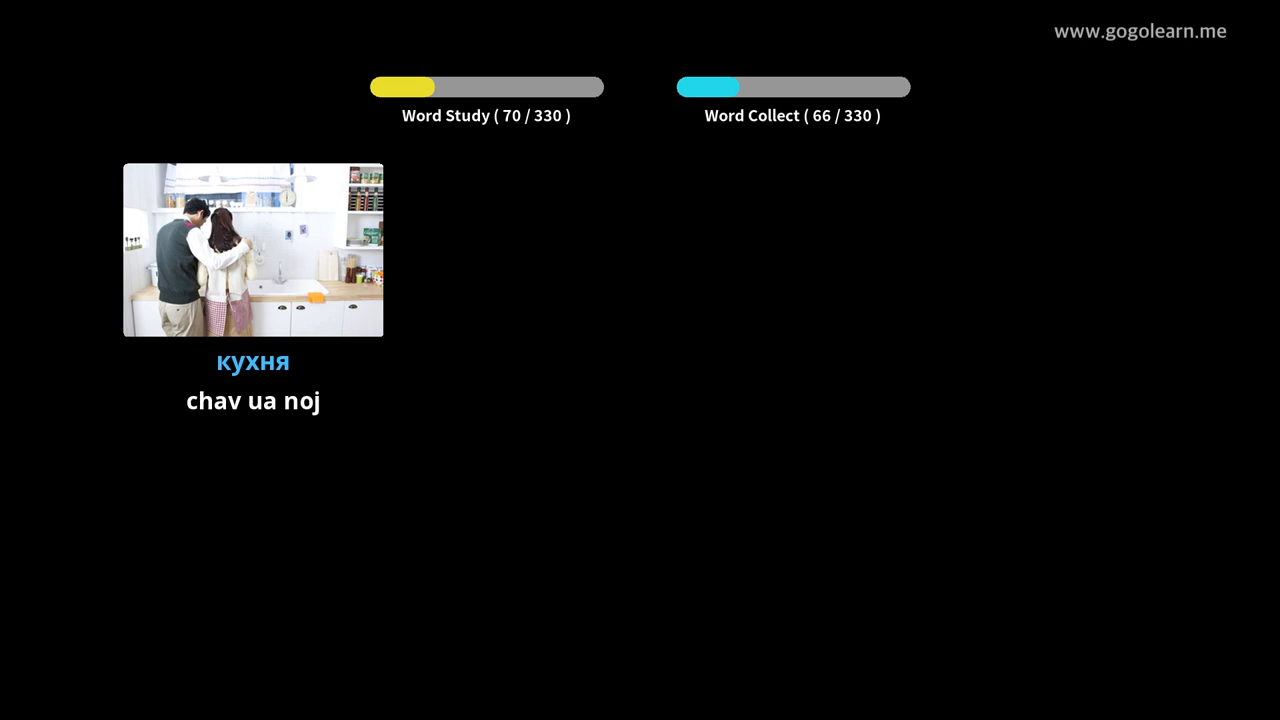 www.gogolearn.me
Word Study ( 70 / 330 )
Word Collect ( 66 / 330 )
кухня
chav ua noj